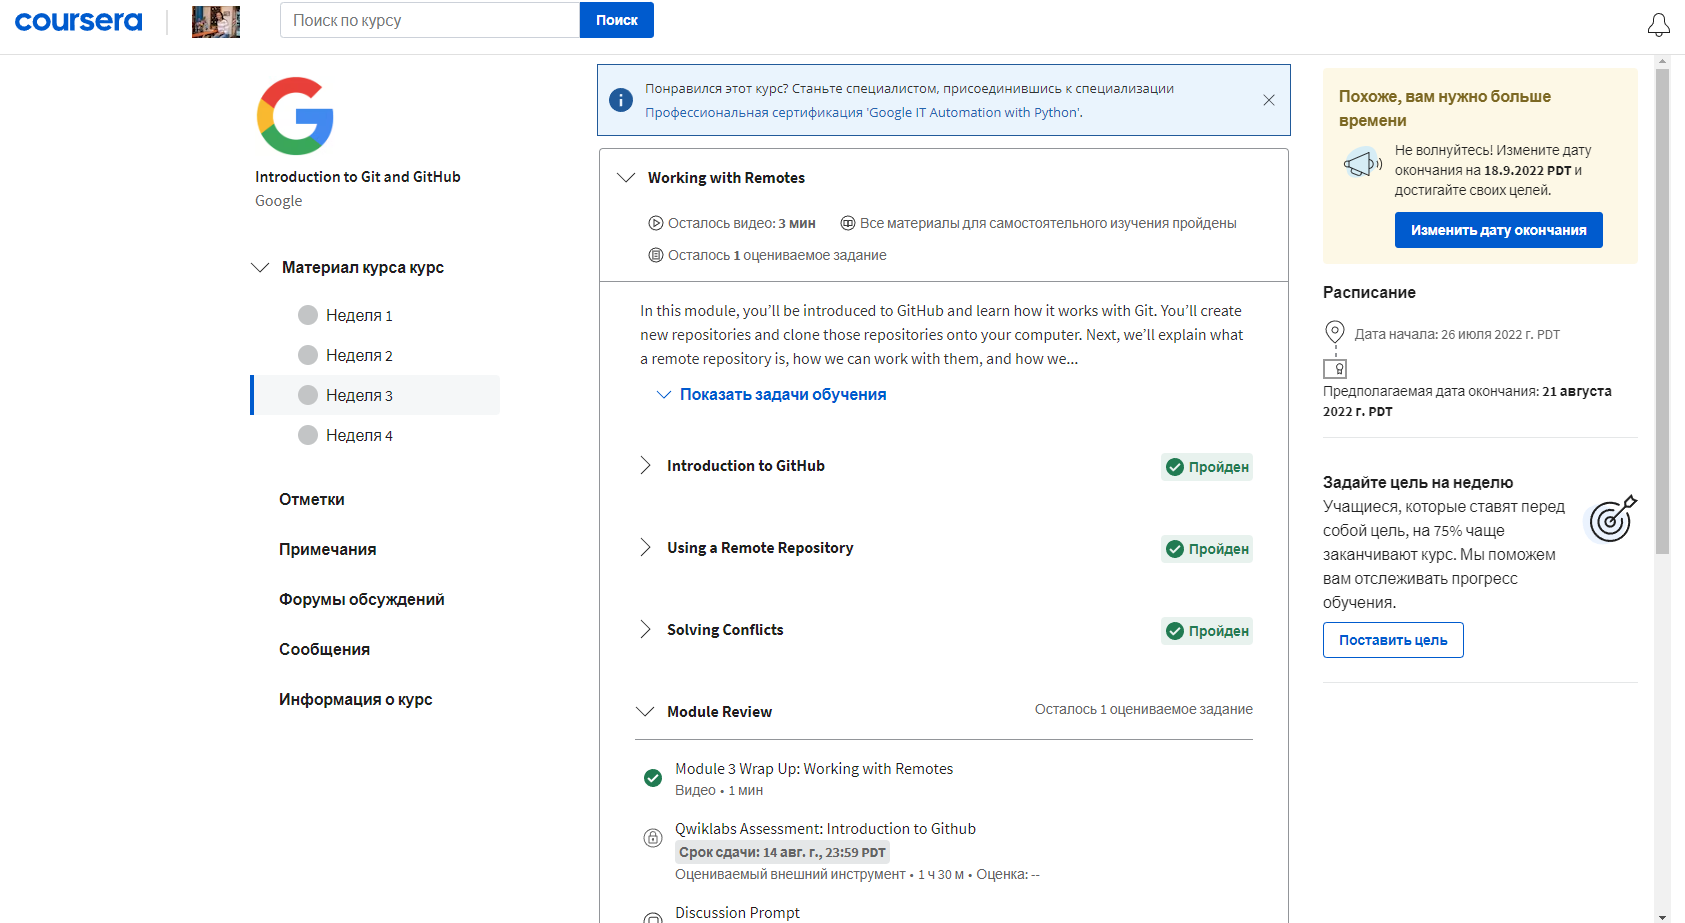 coursera
Поиск по курсу
Поиск
Introduction to Git and GitHub
Google
Материал курса курс
Неделя 1
Неделя 2
Неделя 3
Неделя 4
Отметки
Примечания
Форумы обсуждений
Сообщения
Информация о курс
Понравился этот курс? Станьте специалистом, присоединившись к специализации
Профессиональная сертификация 'Google IT Automation with Python'.
Working with Remotes
Осталось видео: 3 мин
Все материалы для самостоятельного изучения пройдены
Осталось 1 оцениваемое задание
In this module, you’ll be introduced to GitHub and learn how it works with Git. You’ll create
new repositories and clone those repositories onto your computer. Next, we’ll explain what
a remote repository is, how we can work with them, and how we...
Показать задачи обучения
Introduction to GitHub
Пройден
Using a Remote Repository
Пройден
Solving Conflicts
Пройден
Module Review
Осталось 1 оцениваемое задание
Module 3 Wrap Up: Working with Remotes
Видео • 1 мин
Qwiklabs Assessment: Introduction to Github
Срок сдачи: 14 авг. г., 23:59 PDT
Оцениваемый внешний инструмент • 1 ч 30 м • Оценка: --
Discussion Prompt
Похоже, вам нужно больше
времени
Не волнуйтесь! Измените дату
окончания на 18.9.2022 PDT и
достигайте своих целей.
Изменить дату окончания
Расписание
Дата начала: 26 июля 2022 г. PDT
Предполагаемая дата окончания: 21 августа
2022 г. PDT
Задайте цель на неделю
Учащиеся, которые ставят перед
собой цель, на 75% чаще
заканчивают курс. Мы поможем
вам отслеживать прогресс
обучения.
Поставить цель